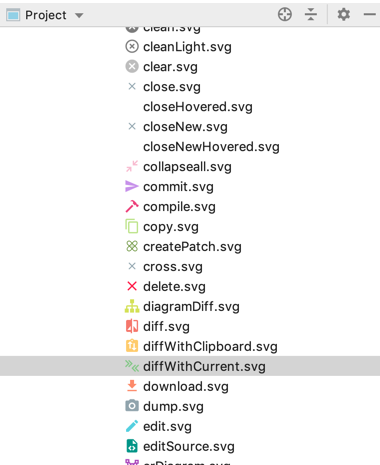 Project
clean.svg
cleanLight.svg
clear.svg
close.svg
closeHovered.svg
closeNew.svg
closeNewHovered.svg
collapseall.svg
commit.svg
compile.svg
copy.svg
createPatch.svg
cross.svg
delete.svg
diagramDiff.svg
diff.svg
diffWithClipboard.svg
diffWithCurrent.svg
download.svg
dump.svg
edit.svg
editSource.svg
erDiagram.svg